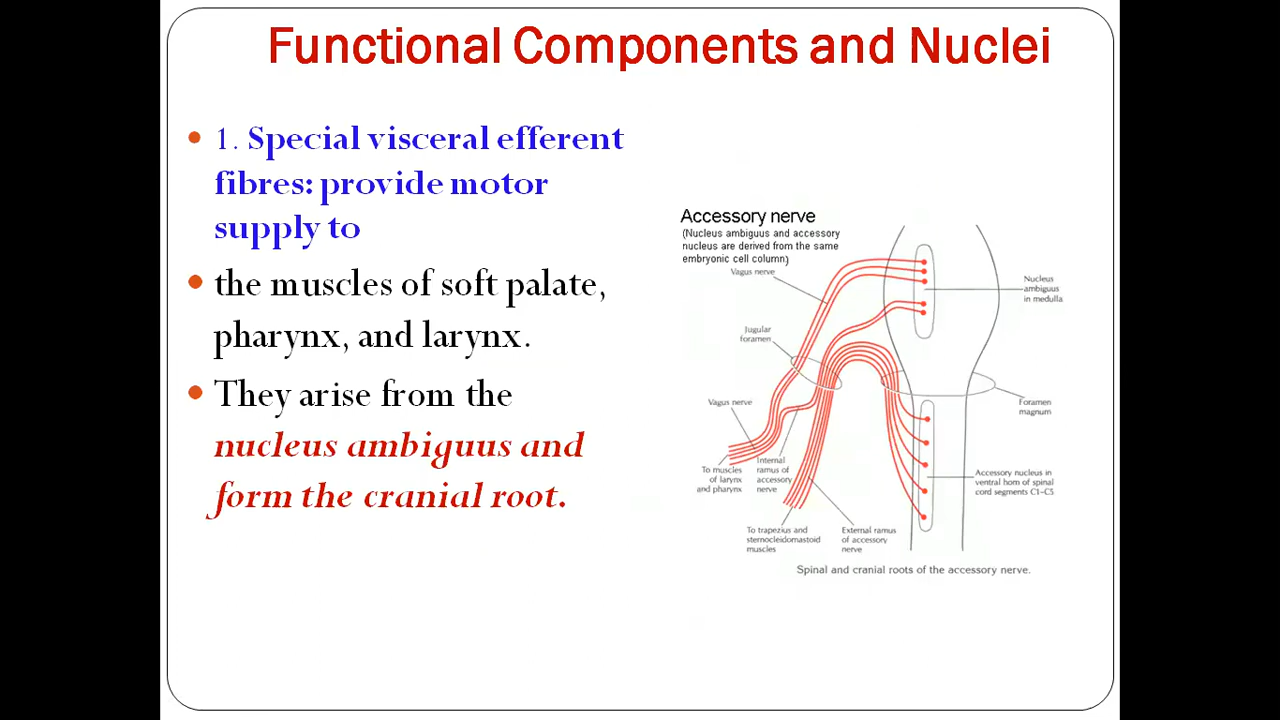 Functional Components and Nuclei
• 1. Special visceral efferent
fibres: provide motor
supply to
• the muscles of soft palate,
pharynx, and larynx.
• They arise from the
nucleus ambiguus and
form the cranial root.
Accessory nerve
(Nucleus ambiguus and accessory
nucleus are derived from the same
embryonic cell column)
Vagus nerve
Nucleus
ambiguus
in medulla
Jugular
foramen
Vagus nerve
Foramen
magnum
To muscles
of larynx
and pharynx
Internal
ramus of
accessory
nerve
Accessory nucleus in
ventral horn of spinal
cord segments C1-C5
To trapezius and
sternocleidomastoid
muscles
External ramus
of accessory
nerve
Spinal and cranial roots of the accessory nerve.